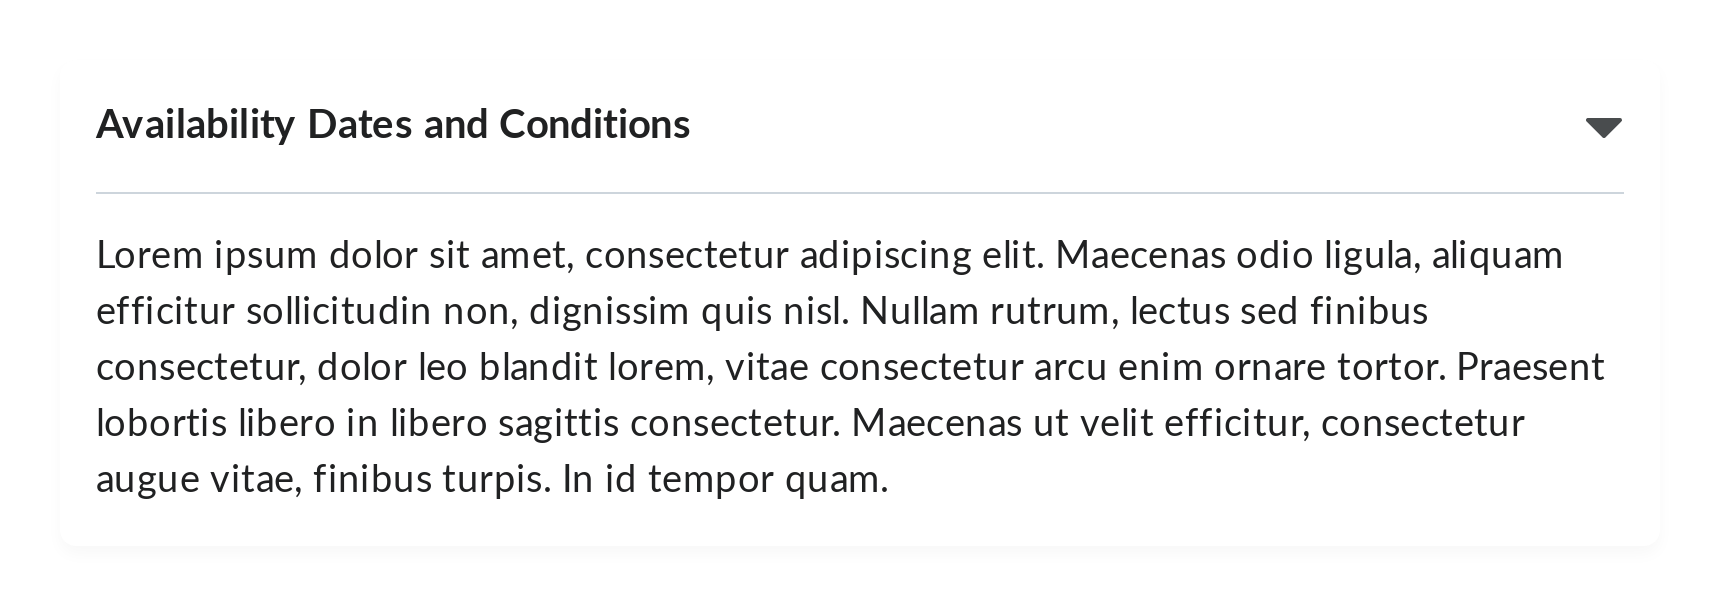 Availability Dates and Conditions
Lorem ipsum dolor sit amet, consectetur adipiscing elit. Maecenas odio ligula, aliquam
efficitur sollicitudin non, dignissim quis nisl. Nullam rutrum, lectus sed finibus
consectetur, dolor leo blandit lorem, vitae consectetur arcu enim ornare tortor. Praesent
lobortis libero in libero sagittis consectetur. Maecenas ut velit efficitur, consectetur
augue vitae, finibus turpis. In id tempor quam.